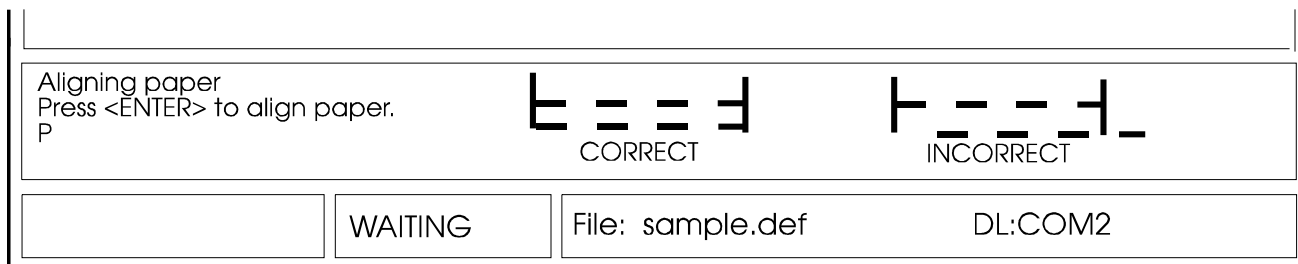 Aligning paper
Press <ENTER> to align paper.
P
CORRECT
INCORRECT
WAITING
File: sample.def
DL:COM2